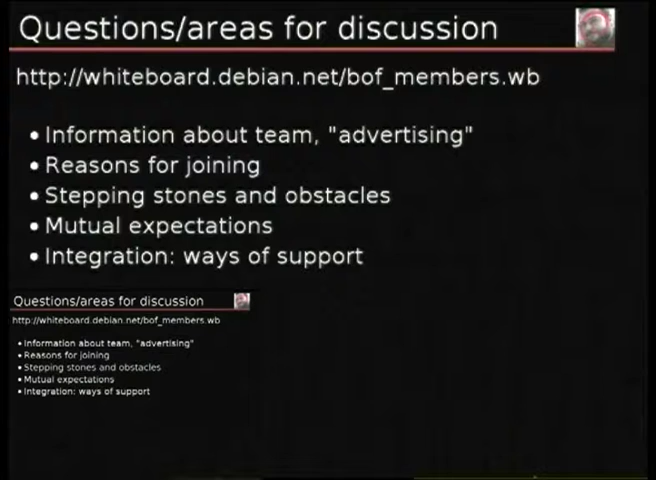 Questions/areas for discussion
http://whiteboard.debian.net/bof_members.wb
• Information about team, "advertising"
• Reasons for joining
• Stepping stones and obstacles
• Mutual expectations
• Integration: ways of support
Questions/areas for discussion
http://whiteboard.debian.net/bof_members.wb
• Information about team, "advertising"
• Reasons for joining
• Stepping stones and obstacles
• Mutual expectations
• Integration: ways of support